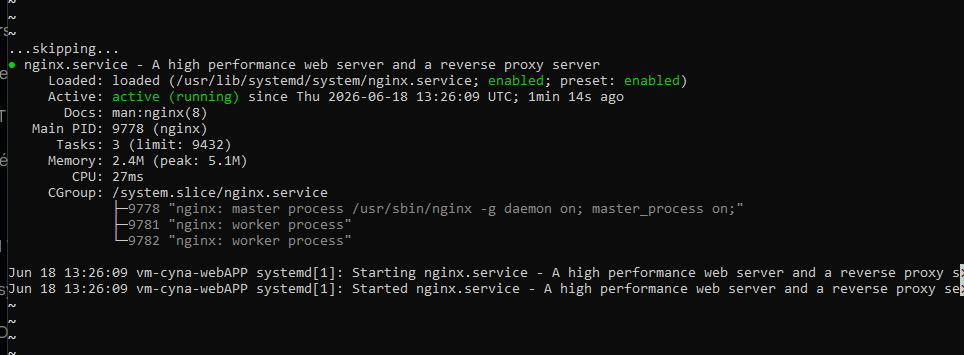 ~
~
~
...skipping...
● nginx.service - A high performance web server and a reverse proxy server
     Loaded: loaded (/usr/lib/systemd/system/nginx.service; enabled; preset: enabled)
     Active: active (running) since Thu 2026-06-18 13:26:09 UTC; 1min 14s ago
       Docs: man:nginx(8)
   Main PID: 9778 (nginx)
      Tasks: 3 (limit: 9432)
     Memory: 2.4M (peak: 5.1M)
        CPU: 27ms
     CGroup: /system.slice/nginx.service
             ├─9778 "nginx: master process /usr/sbin/nginx -g daemon on; master_process on;"
             ├─9781 "nginx: worker process"
             └─9782 "nginx: worker process"

Jun 18 13:26:09 vm-cyna-webAPP systemd[1]: Starting nginx.service - A high performance web server and a reverse proxy s>
Jun 18 13:26:09 vm-cyna-webAPP systemd[1]: Started nginx.service - A high performance web server and a reverse proxy se>
~
~
~
~